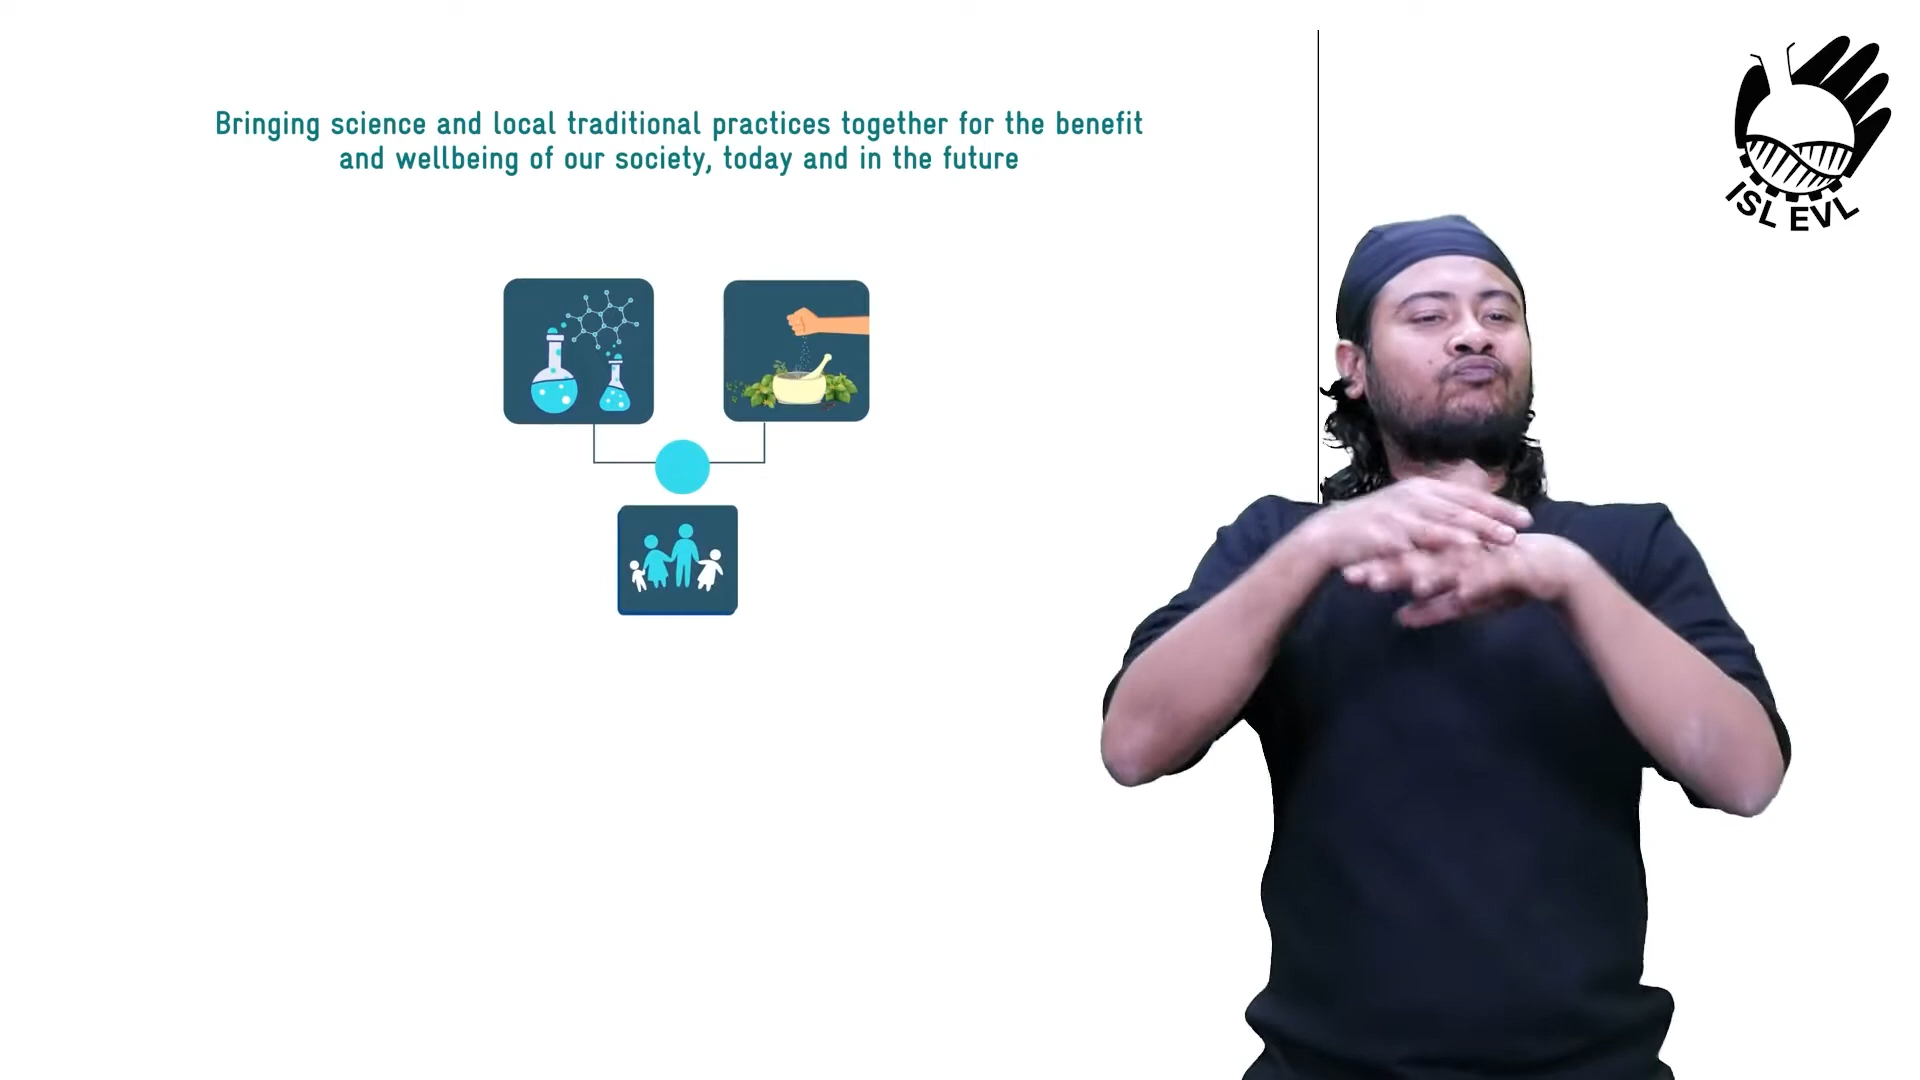 Bringing science and local traditional practices together for the benefit
and wellbeing of our society, today and in the future
ISL EVL